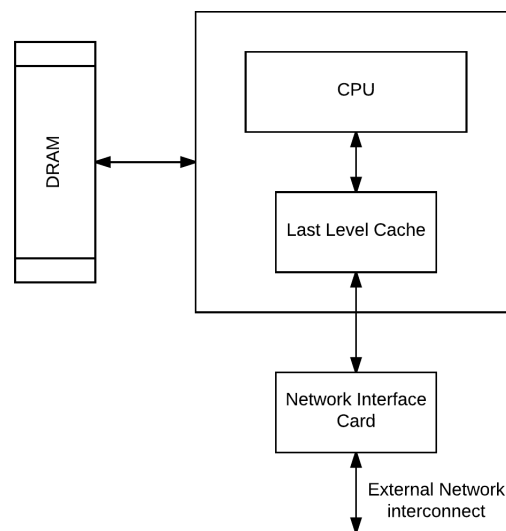 CPU
DRAM
Last Level Cache
Network Interface
Card
External Network
interconnect